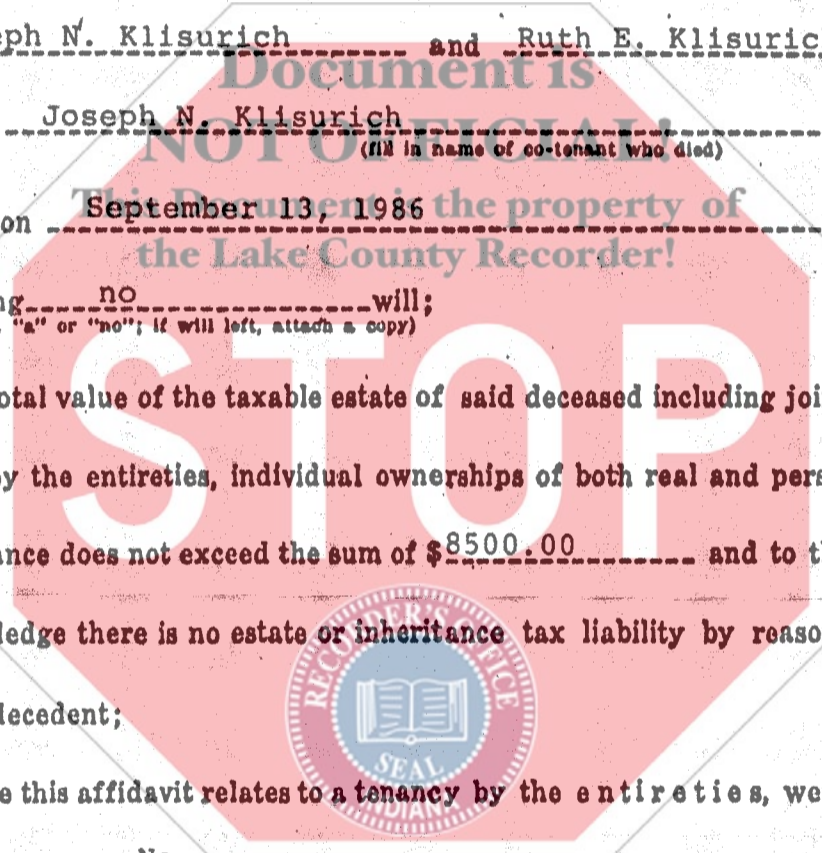 eph N. Klisurich and Ruth E. Klisuric
Document is
Joseph N. Klisurich
NOT OFFICIAL!
(fill in name of co-tenant who died)
This Document is the property of
on September 13, 1986
the Lake County Recorder!
g no will;
"a" or "no"; if will left, attach a copy)
STOP
otal value of the taxable estate of said deceased including joi
by the entireties, individual ownerships of both real and pers
ance does not exceed the sum of $8500.00 and to t
ledge there is no estate or inheritance tax liability by reaso
RECORDER'S OFFICE
decedent;
SEAL
e this affidavit relates to a tenancy by the entireties, we
INDIANA
No